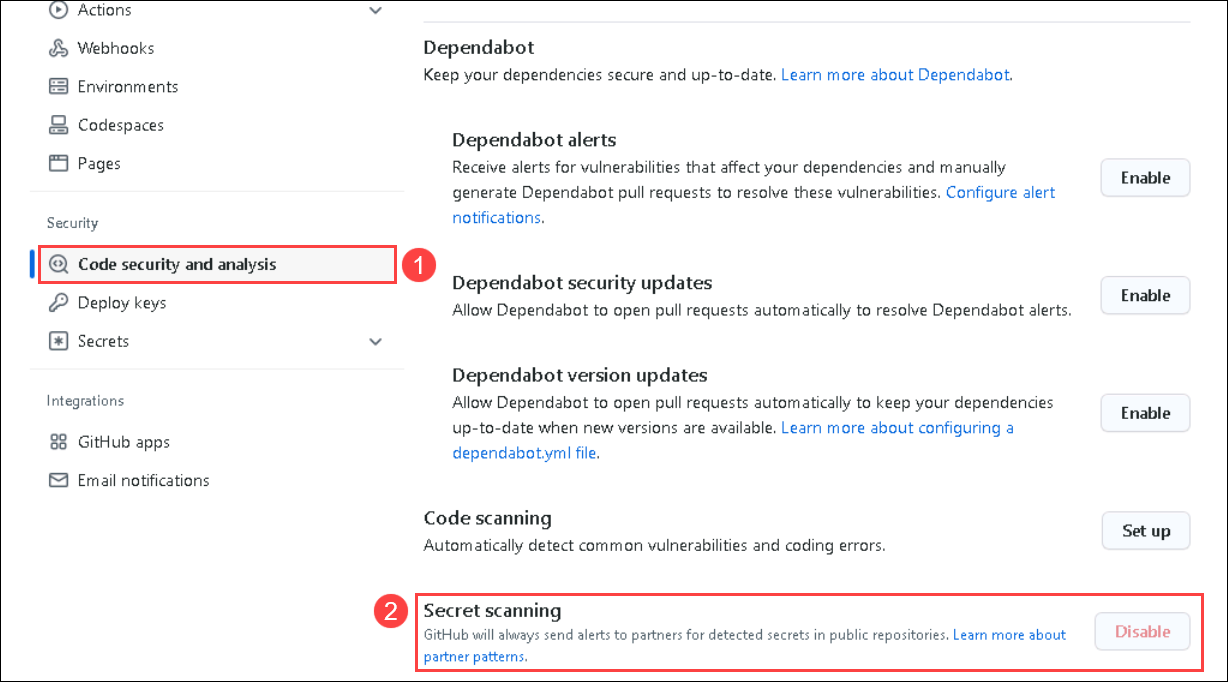 Actions
Webhooks
Environments
Codespaces
Pages
Security
Code security and analysis
1
Deploy keys
Secrets
Integrations
GitHub apps
Email notifications
Dependabot
Keep your dependencies secure and up-to-date. Learn more about Dependabot.
Dependabot alerts
Receive alerts for vulnerabilities that affect your dependencies and manually
generate Dependabot pull requests to resolve these vulnerabilities. Configure alert
notifications.
Enable
Dependabot security updates
Allow Dependabot to open pull requests automatically to resolve Dependabot alerts.
Enable
Dependabot version updates
Allow Dependabot to open pull requests automatically to keep your dependencies
up-to-date when new versions are available. Learn more about configuring a
dependabot.yml file.
Enable
Code scanning
Automatically detect common vulnerabilities and coding errors.
Set up
2
Secret scanning
GitHub will always send alerts to partners for detected secrets in public repositories. Learn more about
partner patterns.
Disable